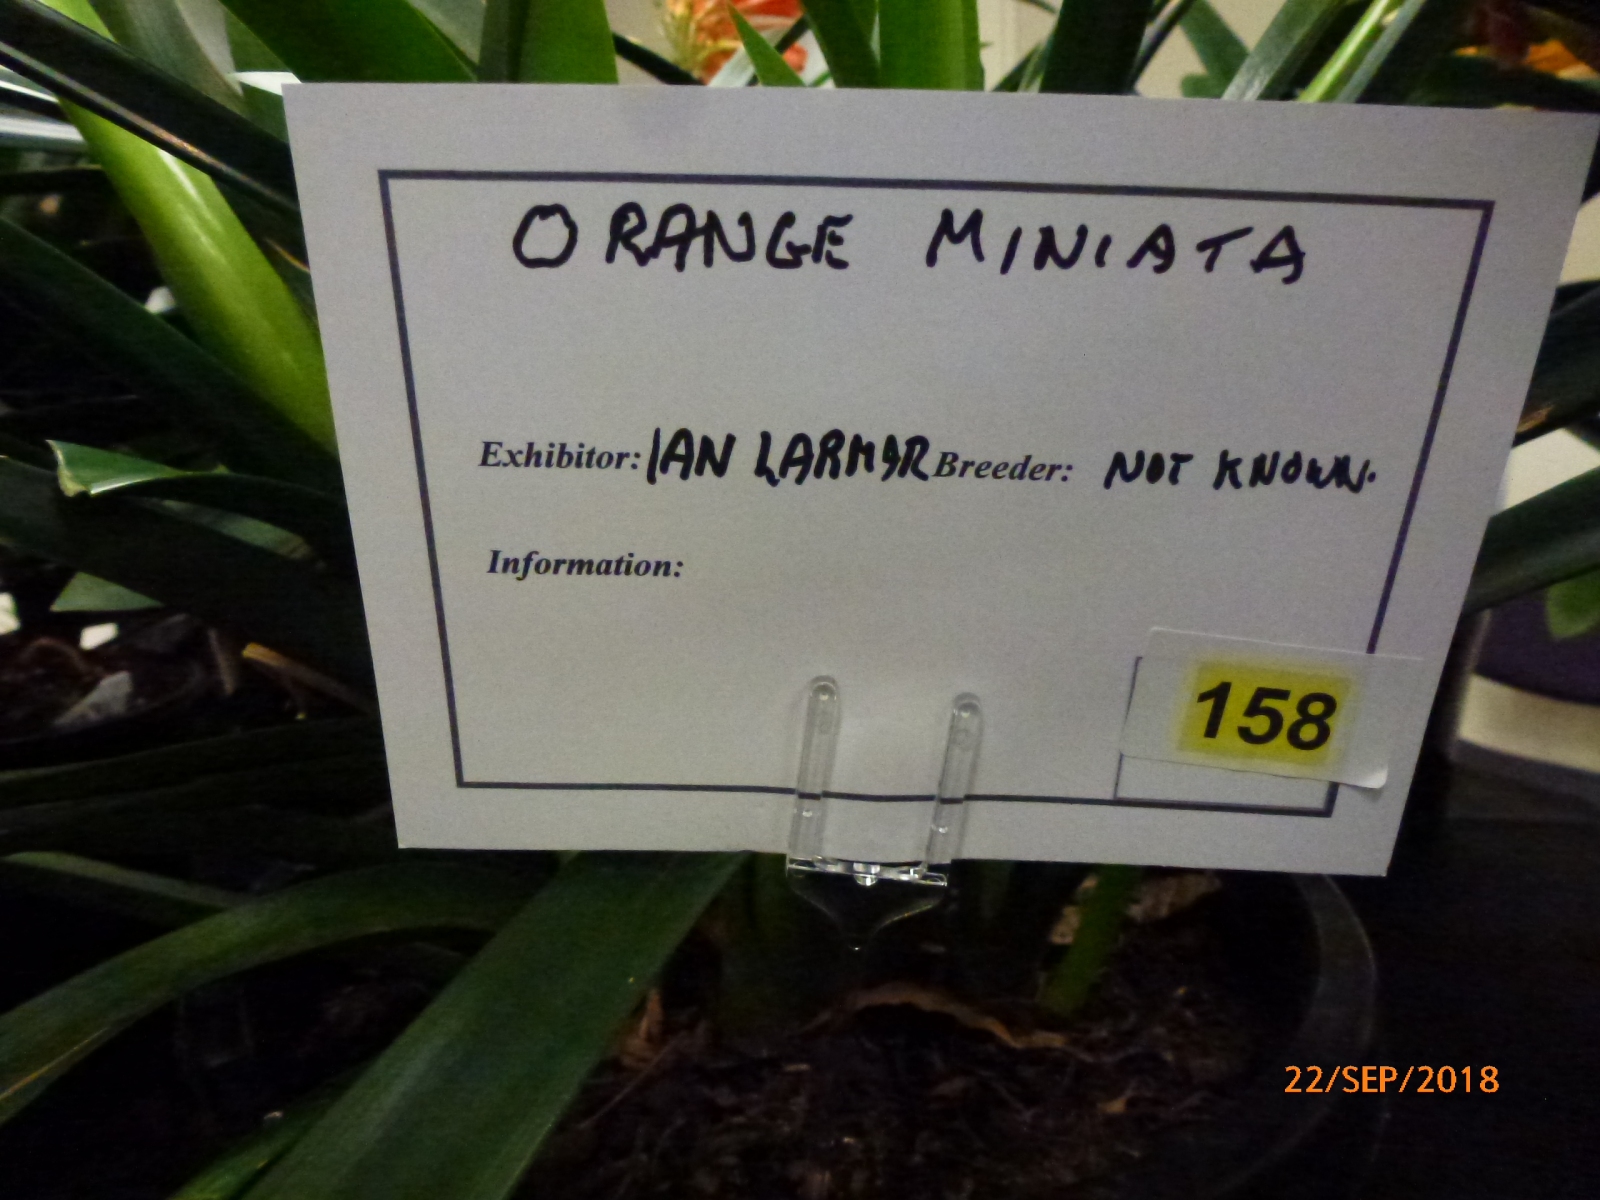 ORANGE MINIATA
Exhibitor: IAN LARMAR Breeder: NOT KNOWN.
Information:
158
22/SEP/2018